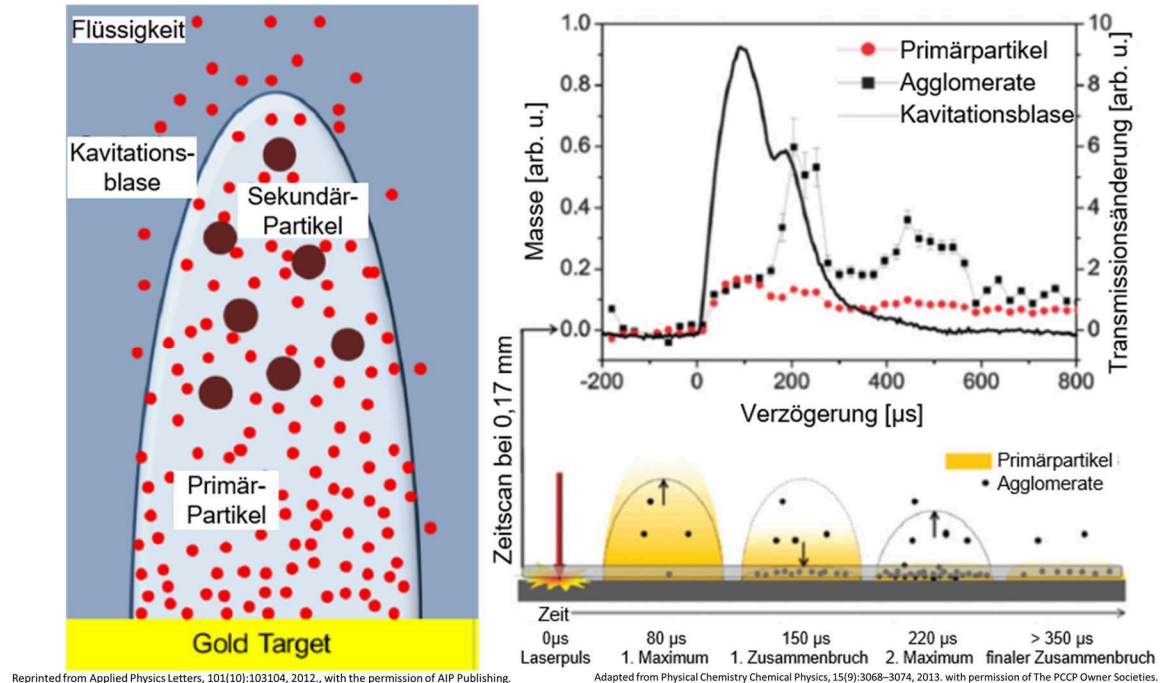 Flüssigkeit
Kavitations-
blase
Sekundär-
Partikel
Primär-
Partikel
Gold Target
Reprinted from Applied Physics Letters, 101(10):103104, 2012., with the permission of AIP Publishing.
Masse [arb. u.]
1.0
0.8
0.6
0.4
0.2
0.0
Primärpartikel
Agglomerate
Kavitationsblase
10
8
6
4
2
0
Transmissionsänderung [arb. u.]
-200
0
200
400
600
800
Verzögerung [µs]
Zeitscan bei 0,17 mm
Primärpartikel
Agglomerate
Zeit
0µs
Laserpuls
80 µs
1. Maximum
150 µs
1. Zusammenbruch
220 µs
2. Maximum
> 350 µs
finaler Zusammenbruch
Adapted from Physical Chemistry Chemical Physics, 15(9):3068–3074, 2013. with permission of The PCCP Owner Societies.